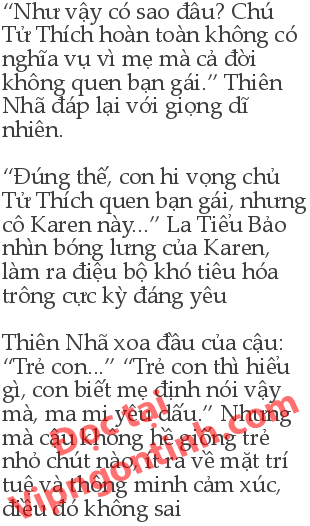 “Như vậy có sao đâu? Chú
Tử Thích hoàn toàn không có
nghĩa vụ vì mẹ mà cả đời
không quen bạn gái.” Thiên
Nhã đáp lại với giọng dĩ
nhiên.
“Đúng thế, con hi vọng chủ
Tử Thích quen bạn gái, nhưng
cô Karen này...” La Tiểu Bảo
nhìn bóng lưng của Karen,
làm ra điệu bộ khó tiêu hóa
trông cực kỳ đáng yêu
Thiên Nhã xoa đầu của cậu:
“Trẻ con...” “Trẻ con thì hiểu
gì, con biết mẹ định nói vậy
mà, ma mi yêu dấu.” Nhưng
mà cậu không hề giống trẻ
nhỏ chút nào, ít ra về mặt trí
tuệ và thông minh cảm xúc,
điều đó không sai
Đọc tại
Vipngontinh.com